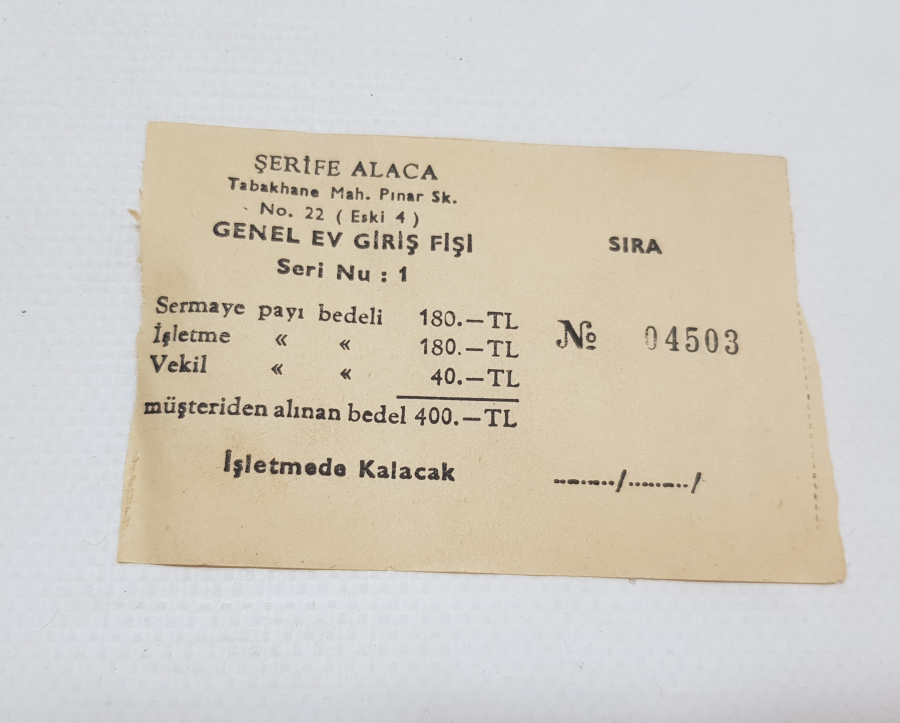 ŞERİFE ALACA
Tabakhane Mah. Pınar Sk.
No. 22 ( Eski 4 )
GENEL EV GİRİŞ FİŞİ
Seri Nu : 1
SIRA
Sermaye payı bedeli 180.—TL
İşletme « « 180.—TL
Vekil « « 40.—TL
müşteriden alınan bedel 400.—TL
№ 04503
İşletmede Kalacak
........./........./